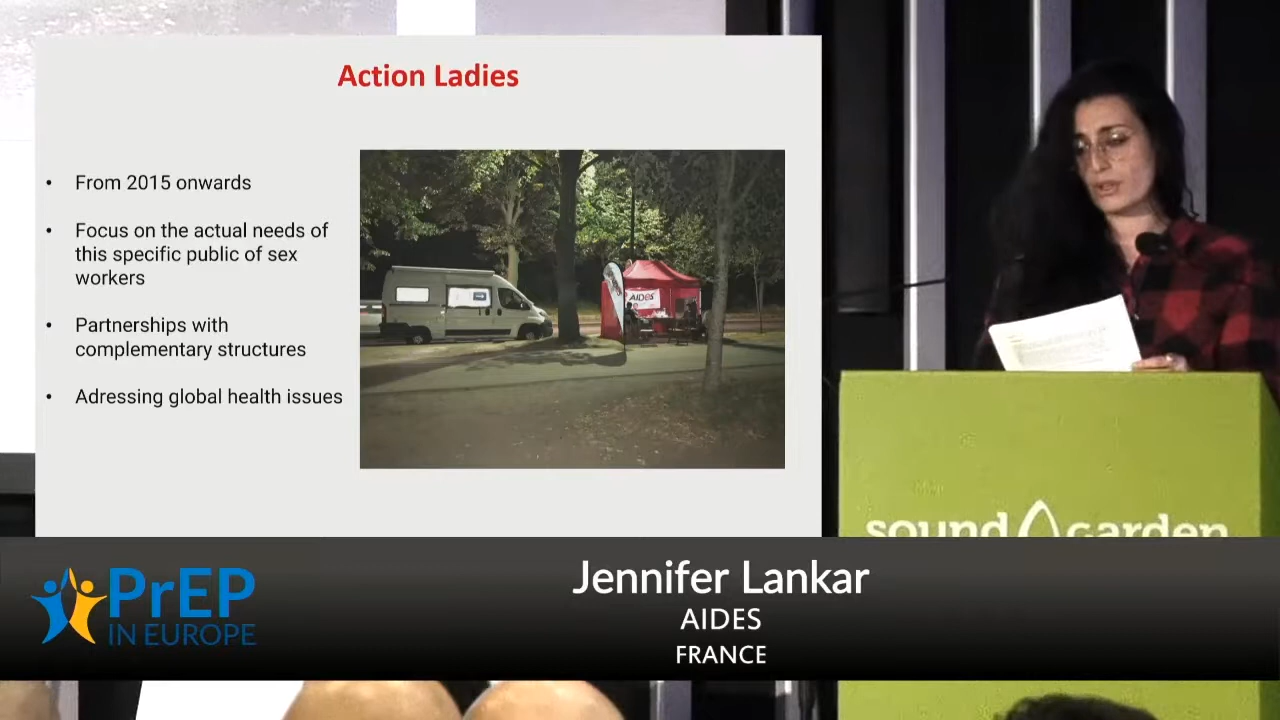 Action Ladies
• From 2015 onwards
• Focus on the actual needs of
this specific public of sex
workers
• Partnerships with
complementary structures
• Adressing global health issues
AIDES
sound garden
Jennifer Lankar
AIDES
FRANCE
PrEP
IN EUROPE